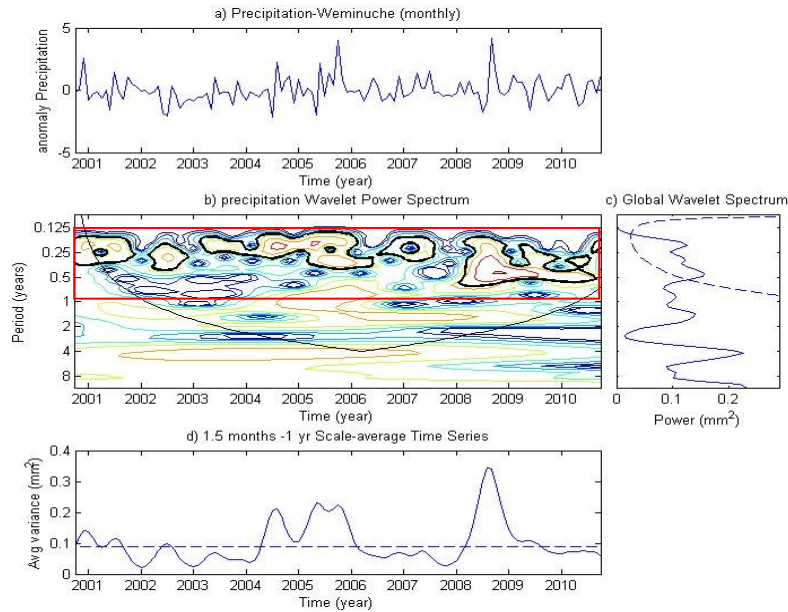 a) Precipitation-Weminuche (monthly)
anomaly Precipitation
5
0
-5
2001 2002 2003 2004 2005 2006 2007 2008 2009 2010
Time (year)
b) precipitation Wavelet Power Spectrum
Period (years)
0.125
0.25
0.5
1
2
4
8
2001 2002 2003 2004 2005 2006 2007 2008 2009 2010
Time (year)
c) Global Wavelet Spectrum
0 0.1 0.2
Power (mm2)
d) 1.5 months -1 yr Scale-average Time Series
Avg variance (mm2)
0.4
0.3
0.2
0.1
0
2001 2002 2003 2004 2005 2006 2007 2008 2009 2010
Time (year)